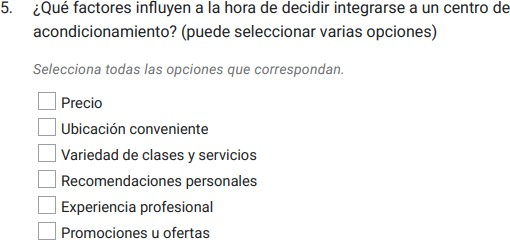 5. ¿Qué factores influyen a la hora de decidir integrarse a un centro de
acondicionamiento? (puede seleccionar varias opciones)
Selecciona todas las opciones que correspondan.
Precio
Ubicación conveniente
Variedad de clases y servicios
Recomendaciones personales
Experiencia profesional
Promociones u ofertas